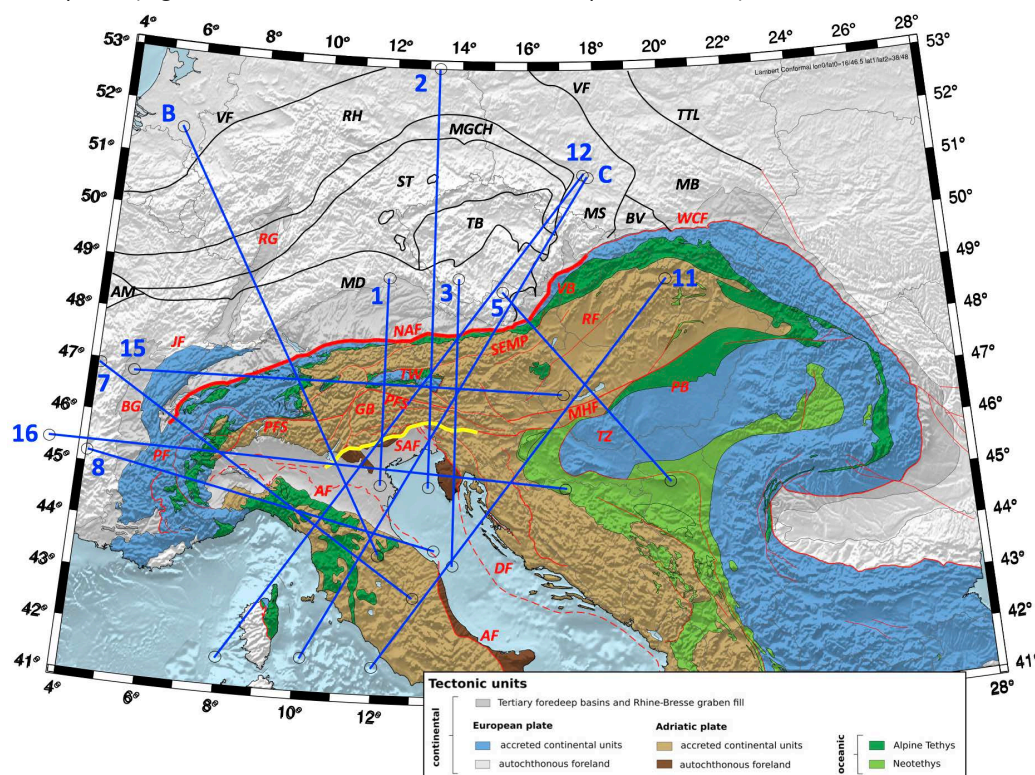 4° 6° 8° 10° 12° 14° 16° 18° 20° 22° 24° 26° 28°
53° 53°
Lambert Conformal lon0/lat0=16/46.5 lat1/lat2=38/48
2
VF
TTL
52° 52°
B
VF
RH
MGCH
12
C
51° 51°
ST
MB
50° 50°
RG
TB
MS
BV
WCF
49° 49°
AM
MD
1
3
5
11
48° 48°
VB
RF
NAF
SEMP
47° 47°
JF
15
7
TW
PB
46° 46°
BG
PFS
GB
PFS
MHF
TZ
16
45° 45°
PF
SAF
8
AF
44° 44°
43° 43°
DF
42° 42°
AF
41° 41°
4° 6° 8° 10° 12° 28°
Tectonic units
continental
Tertiary foredeep basins and Rhine-Bresse graben fill
European plate
accreted continental units
autochthonous foreland
Adriatic plate
accreted continental units
autochthonous foreland
oceanic
Alpine Tethys
Neotethys